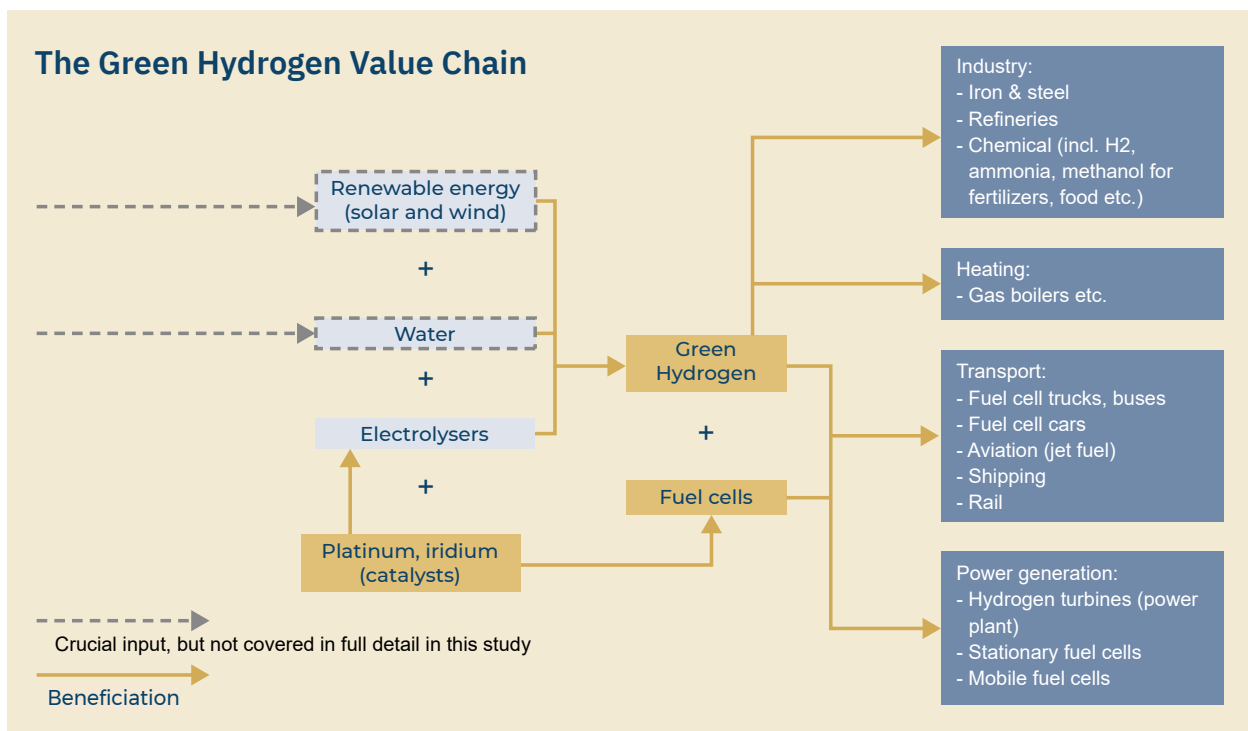 The Green Hydrogen Value Chain
Renewable energy
(solar and wind)
+
Water
+
Electrolysers
+
Platinum, iridium
(catalysts)
Green
Hydrogen
+
Fuel cells
Industry:
- Iron & steel
- Refineries
- Chemical (incl. H2,
ammonia, methanol for
fertilizers, food etc.)
Heating:
- Gas boilers etc.
Transport:
- Fuel cell trucks, buses
- Fuel cell cars
- Aviation (jet fuel)
- Shipping
- Rail
Power generation:
- Hydrogen turbines (power
plant)
- Stationary fuel cells
- Mobile fuel cells
Crucial input, but not covered in full detail in this study
Beneficiation